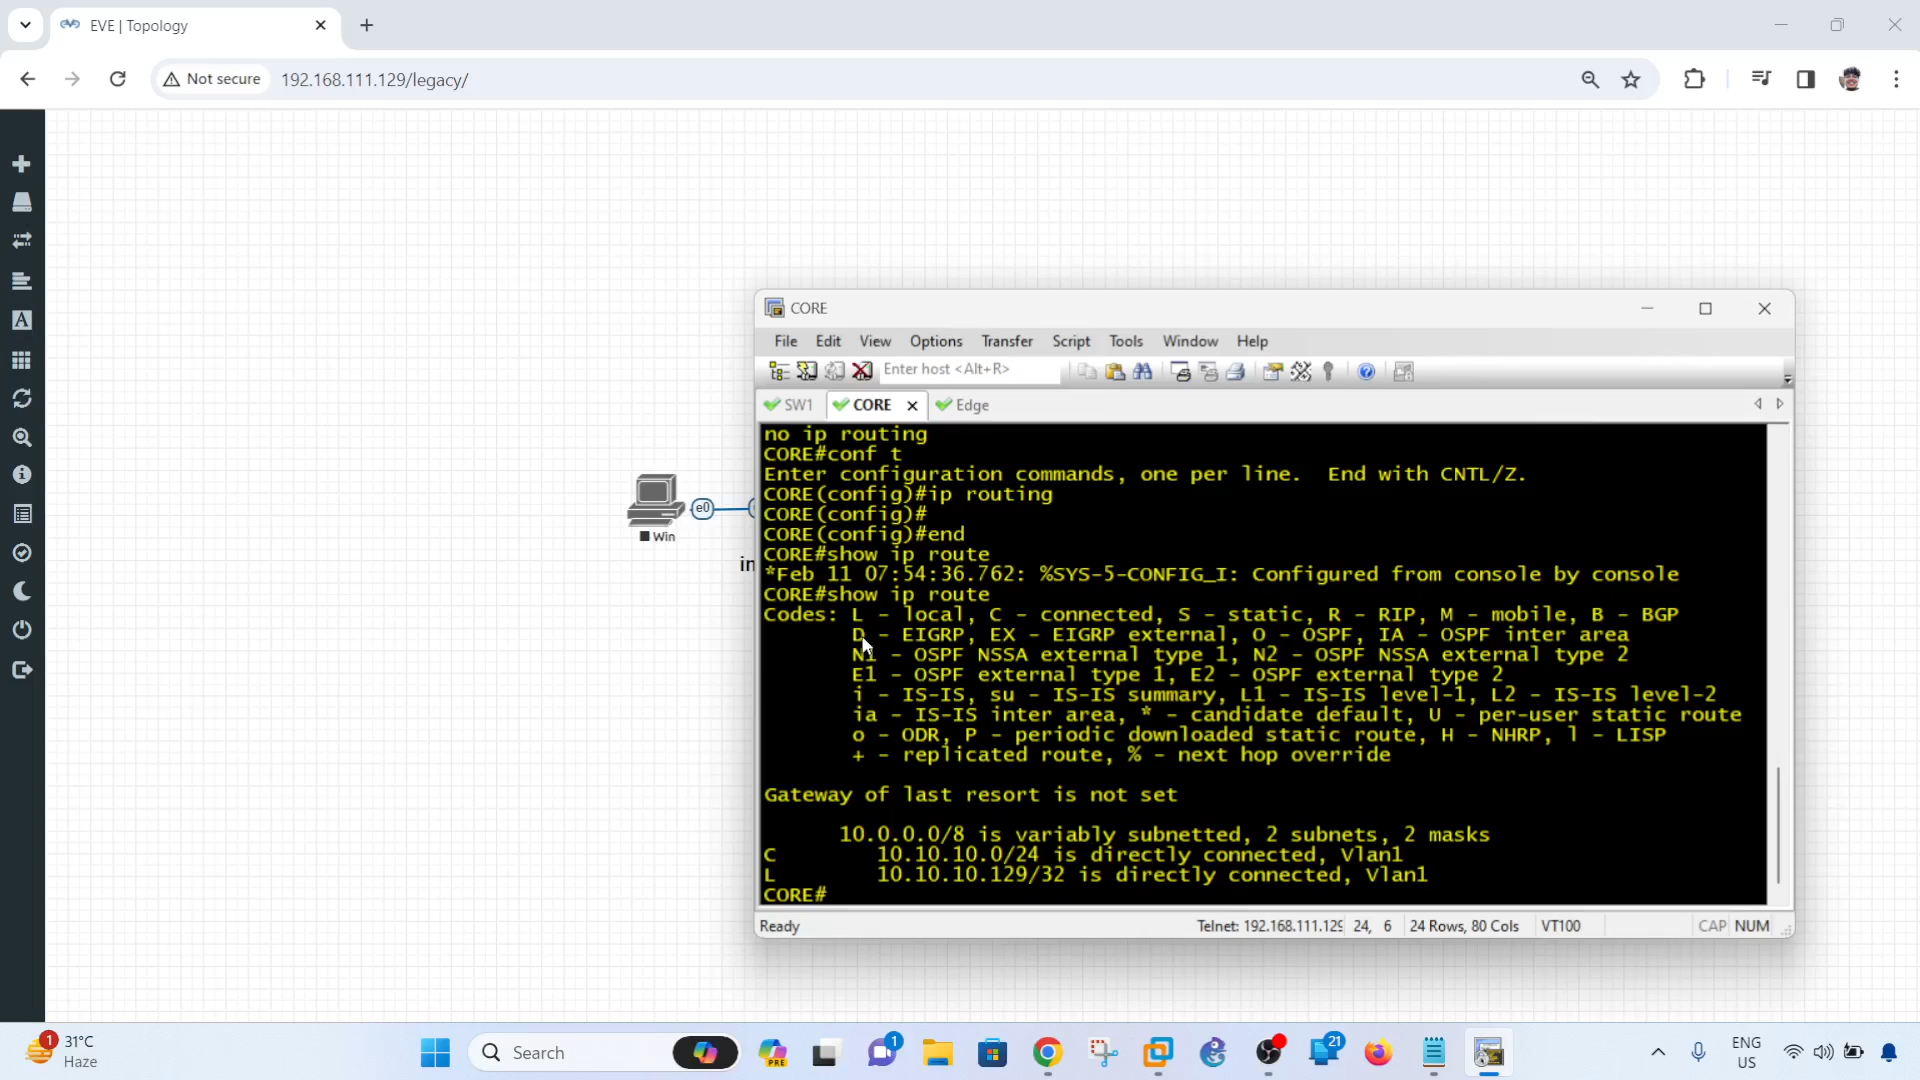 EVE | Topology
Not secure
192.168.111.129/legacy/
CORE
File Edit View Options Transfer Script Tools Window Help
Enter host <Alt+R>
SW1
CORE
Edge
no ip routing
CORE#conf t
Enter configuration commands, one per line.  End with CNTL/Z.
CORE(config)#ip routing
CORE(config)#
CORE(config)#end
CORE#show ip route
*Feb 11 07:54:36.762: %SYS-5-CONFIG_I: Configured from console by console
CORE#show ip route
Codes: L - local, C - connected, S - static, R - RIP, M - mobile, B - BGP
D - EIGRP, EX - EIGRP external, O - OSPF, IA - OSPF inter area
N1 - OSPF NSSA external type 1, N2 - OSPF NSSA external type 2
E1 - OSPF external type 1, E2 - OSPF external type 2
i - IS-IS, su - IS-IS summary, L1 - IS-IS level-1, L2 - IS-IS level-2
ia - IS-IS inter area, * - candidate default, U - per-user static route
o - ODR, P - periodic downloaded static route, H - NHRP, l - LISP
+ - replicated route, % - next hop override
Gateway of last resort is not set
10.0.0.0/8 is variably subnetted, 2 subnets, 2 masks
C 10.10.10.0/24 is directly connected, Vlan1
L 10.10.10.129/32 is directly connected, Vlan1
CORE#
e0
Win
in
Ready
Telnet: 192.168.111.129
24, 6
24 Rows, 80 Cols
VT100
CAP NUM
1
31°C
Haze
Search
PRE
1
21
ENG
US